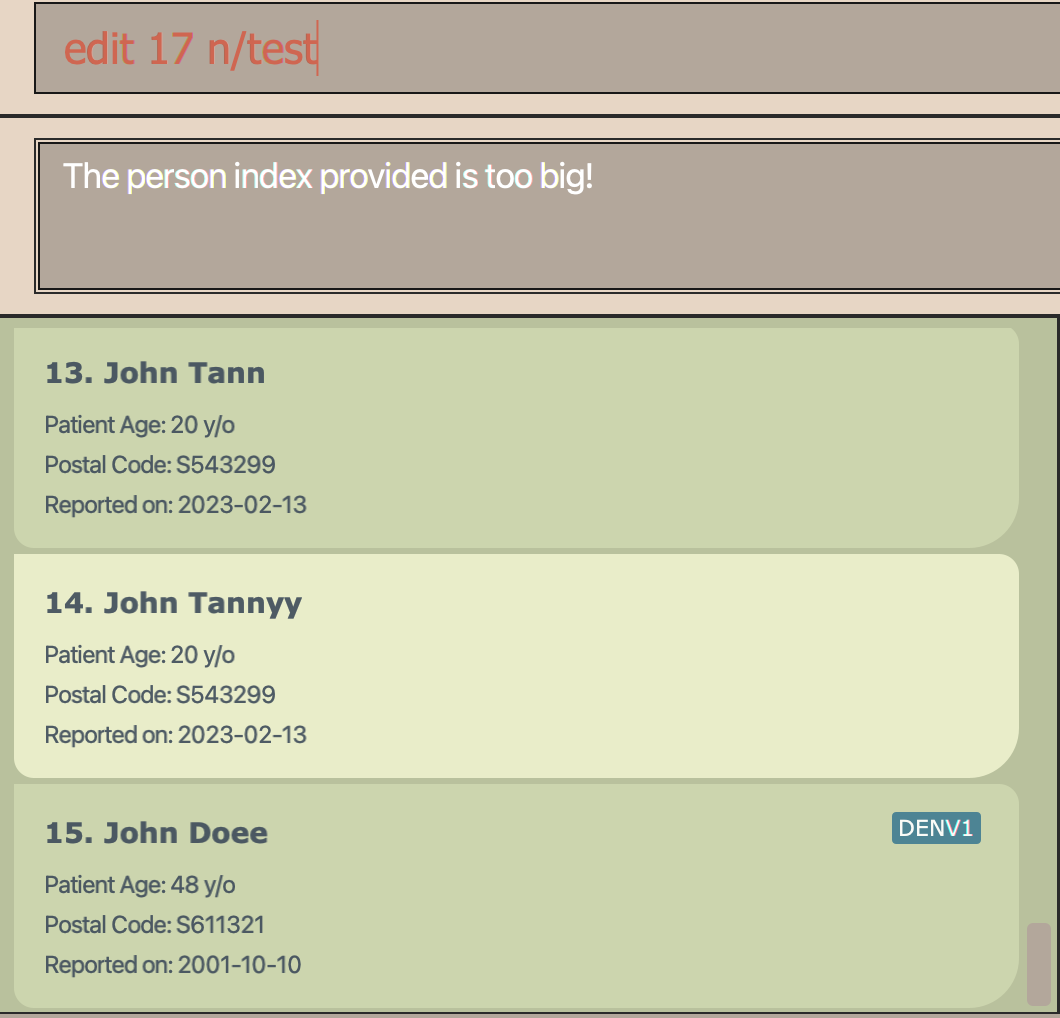 edit 17 n/test
The person index provided is too big!
13. John Tann
Patient Age: 20 y/o
Postal Code: S543299
Reported on: 2023-02-13
14. John Tannyy
Patient Age: 20 y/o
Postal Code: S543299
Reported on: 2023-02-13
15. John Doee
DENV1
Patient Age: 48 y/o
Postal Code: S611321
Reported on: 2001-10-10